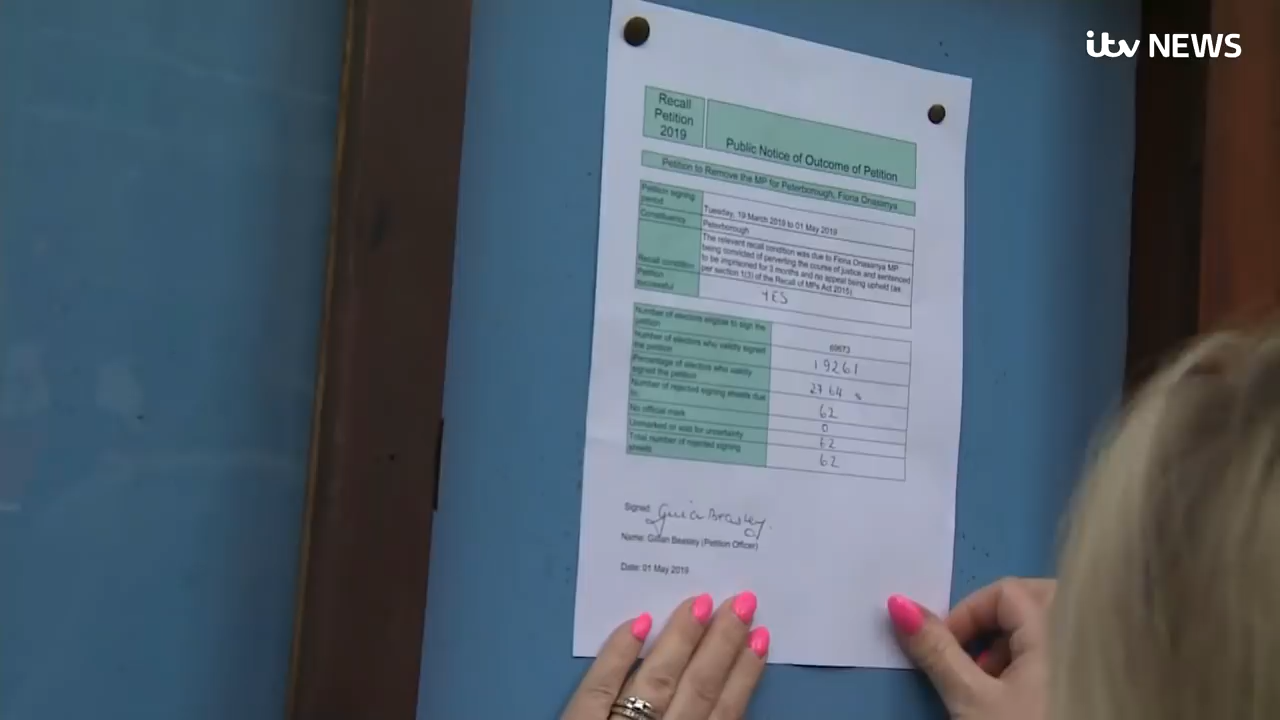 itv NEWS
Recall
Petition
2019
Public Notice of Outcome of Petition
Petition to Remove the MP for Peterborough, Fiona Onasanya
Petition signing
period
Tuesday, 19 March 2019 to 01 May 2019
Constituency
Peterborough
Recall condition
The relevant recall condition was due to Fiona Onasanya MP
being convicted of perverting the course of justice and sentenced
to be imprisoned for 3 months and no appeal being upheld (as
per section 1(3) of the Recall of MPs Act 2015)
Petition
successful
YES
Number of electors eligible to sign the
petition
69673
Number of electors who validly signed
the petition
19261
Percentage of electors who validly
signed the petition
27.64 %
Number of rejected signing sheets due
to:
62
No official mark
0
Unmarked or void for uncertainty
62
Total number of rejected signing
sheets
62
Signed:
Name: Gillian Beasley (Petition Officer)
Date: 01 May 2019